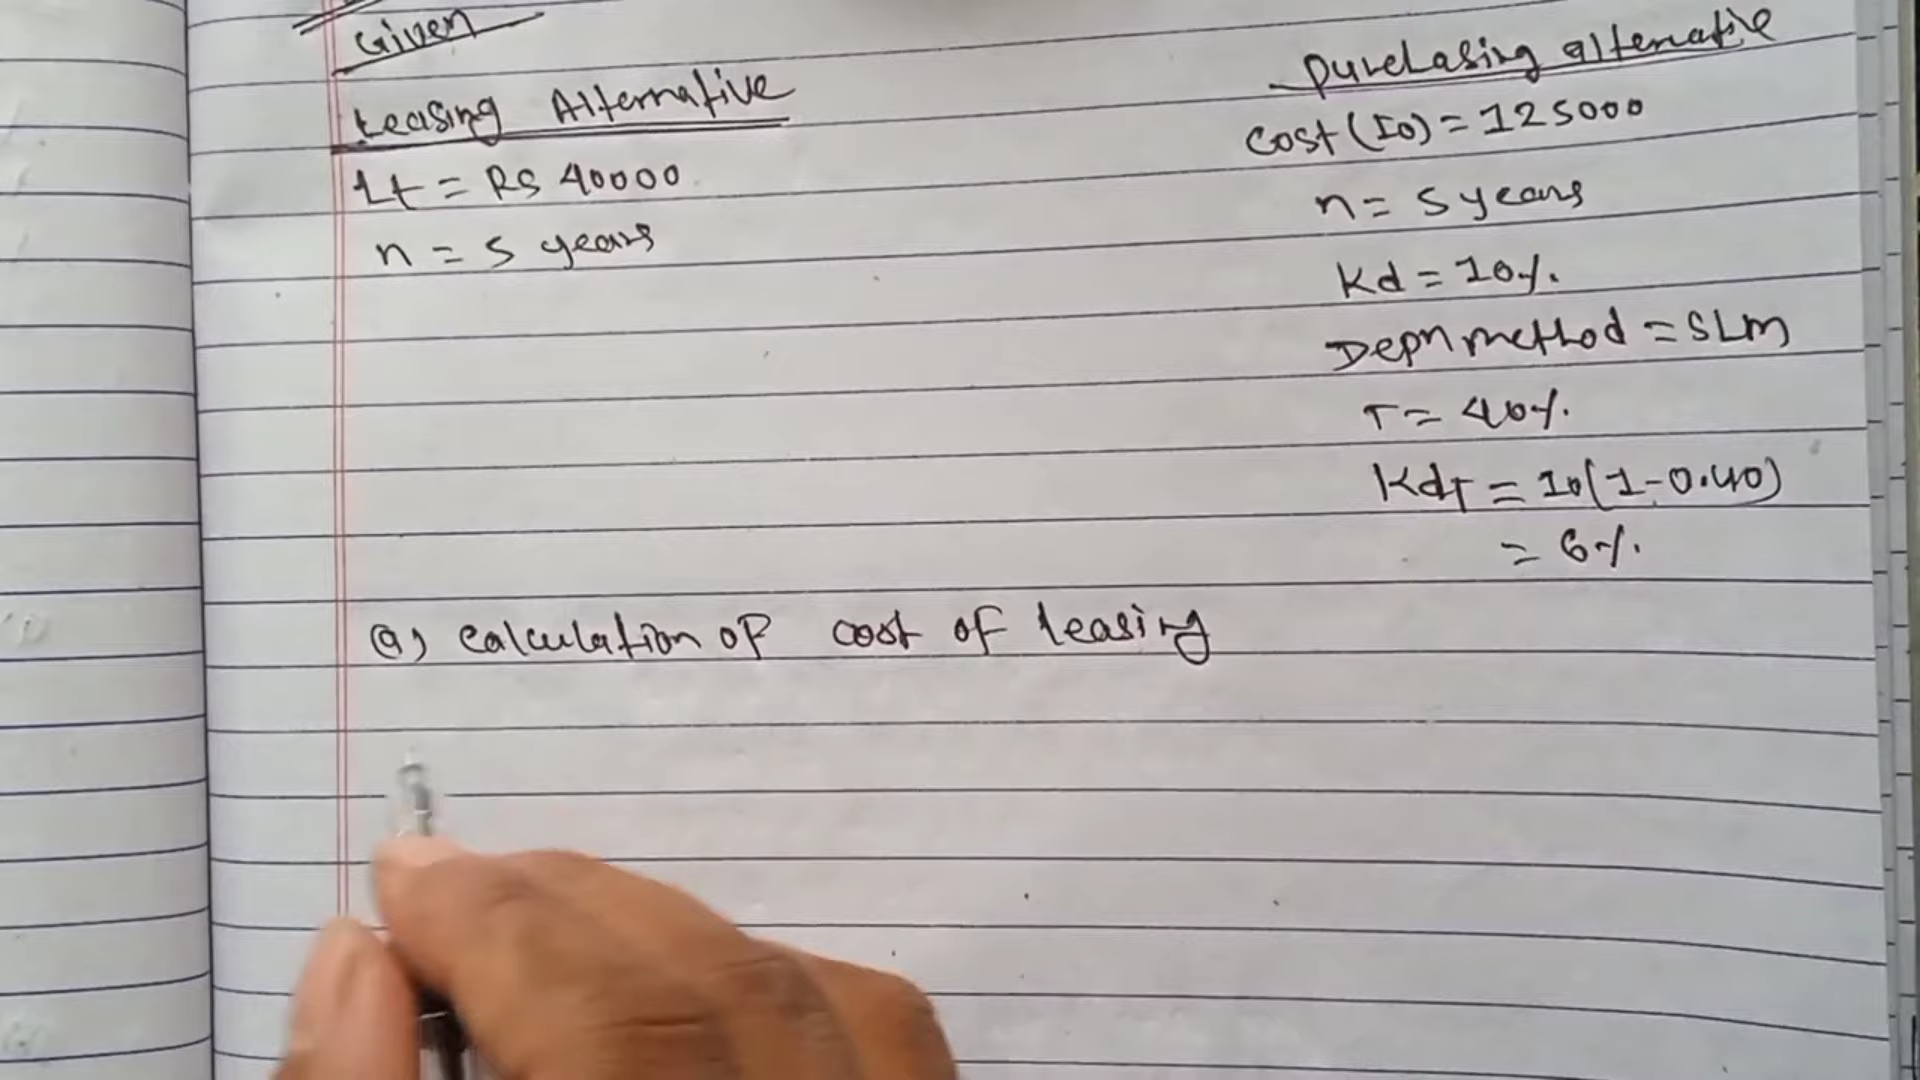 Given
Leasing Alternative
Lt = RS 40000
n = 5 years
purchasing alternative
cost (I0) = 125000
n = 5 years
Kd = 10%.
Depn method = SLM
T = 40%.
KdT = 10(1-0.40)
= 6%.
(a) calculation of cost of leasing